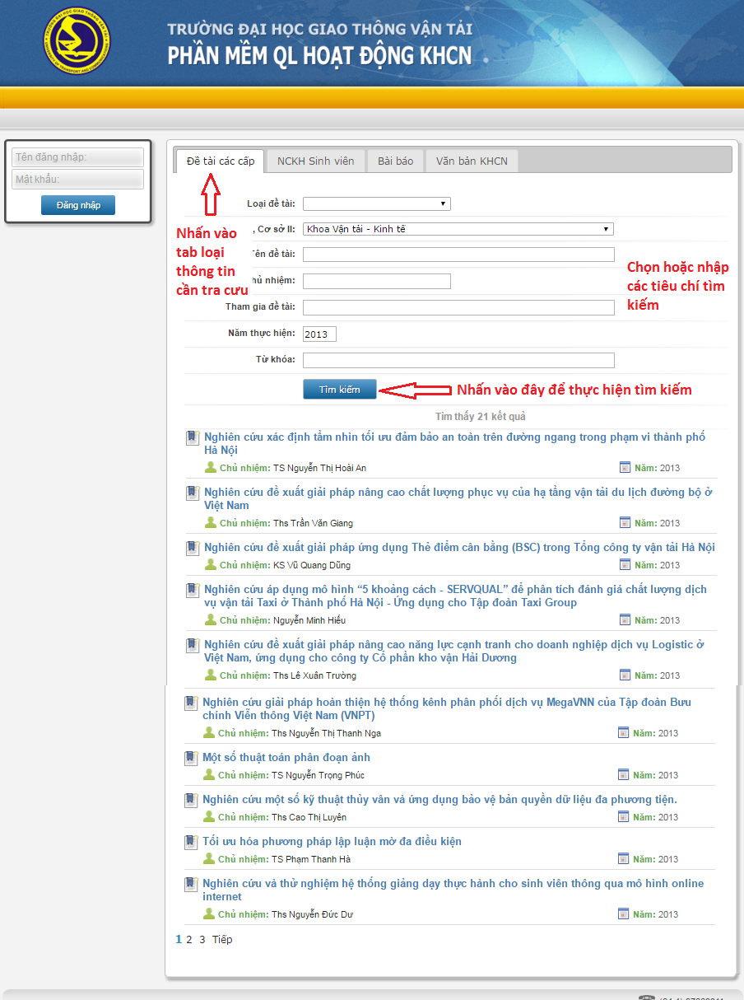 TRƯỜNG ĐẠI HỌC GIAO THÔNG VẬN TẢI
PHẦN MỀM QL HOẠT ĐỘNG KHCN
Tên đăng nhập:
Mật khẩu:
Đăng nhập
Đề tài các cấp
NCKH Sinh viên
Bài báo
Văn bản KHCN
Loại đề tài:
, Cơ sở II:
Khoa Vận tải - Kinh tế
Tên đề tài:
hủ nhiệm:
Tham gia đề tài:
Năm thực hiện:
2013
Từ khóa:
Nhấn vào
tab loại
thông tin
cần tra cưu
Chọn hoặc nhập
các tiêu chí tìm
kiếm
Tìm kiếm
Nhấn vào đây để thực hiện tìm kiếm
Tìm thấy 21 kết quả
Nghiên cứu xác định tầm nhìn tối ưu đảm bảo an toàn trên đường ngang trong phạm vi thành phố
Hà Nội
Chủ nhiệm: TS Nguyễn Thị Hoài An
Năm: 2013
Nghiên cứu đề xuất giải pháp nâng cao chất lượng phục vụ của hạ tầng vận tải du lịch đường bộ ở
Việt Nam
Chủ nhiệm: Ths Trần Văn Giang
Năm: 2013
Nghiên cứu đề xuất giải pháp ứng dụng Thẻ điểm cân bằng (BSC) trong Tổng công ty vận tải Hà Nội
Chủ nhiệm: KS Vũ Quang Dũng
Năm: 2013
Nghiên cứu áp dụng mô hình “5 khoảng cách - SERVQUAL” để phân tích đánh giá chất lượng dịch
vụ vận tải Taxi ở Thành phố Hà Nội - Ứng dụng cho Tập đoàn Taxi Group
Chủ nhiệm: Nguyễn Minh Hiếu
Năm: 2013
Nghiên cứu đề xuất giải pháp nâng cao năng lực cạnh tranh cho doanh nghiệp dịch vụ Logistic ở
Việt Nam, ứng dụng cho công ty Cổ phần kho vận Hải Dương
Chủ nhiệm: Ths Lê Xuân Trường
Năm: 2013
Nghiên cứu giải pháp hoàn thiện hệ thống kênh phân phối dịch vụ MegaVNN của Tập đoàn Bưu
chính Viễn thông Việt Nam (VNPT)
Chủ nhiệm: Ths Nguyễn Thị Thanh Nga
Năm: 2013
Một số thuật toán phân đoạn ảnh
Chủ nhiệm: TS Nguyễn Trọng Phúc
Năm: 2013
Nghiên cứu một số kỹ thuật thủy vân và ứng dụng bảo vệ bản quyền dữ liệu đa phương tiện.
Chủ nhiệm: Ths Cao Thị Luyên
Năm: 2013
Tối ưu hóa phương pháp lập luận mờ đa điều kiện
Chủ nhiệm: TS Phạm Thanh Hà
Năm: 2013
Nghiên cứu và thử nghiệm hệ thống giảng dạy thực hành cho sinh viên thông qua mô hình online
internet
Chủ nhiệm: Ths Nguyễn Đức Dư
Năm: 2013
1 2 3 Tiếp